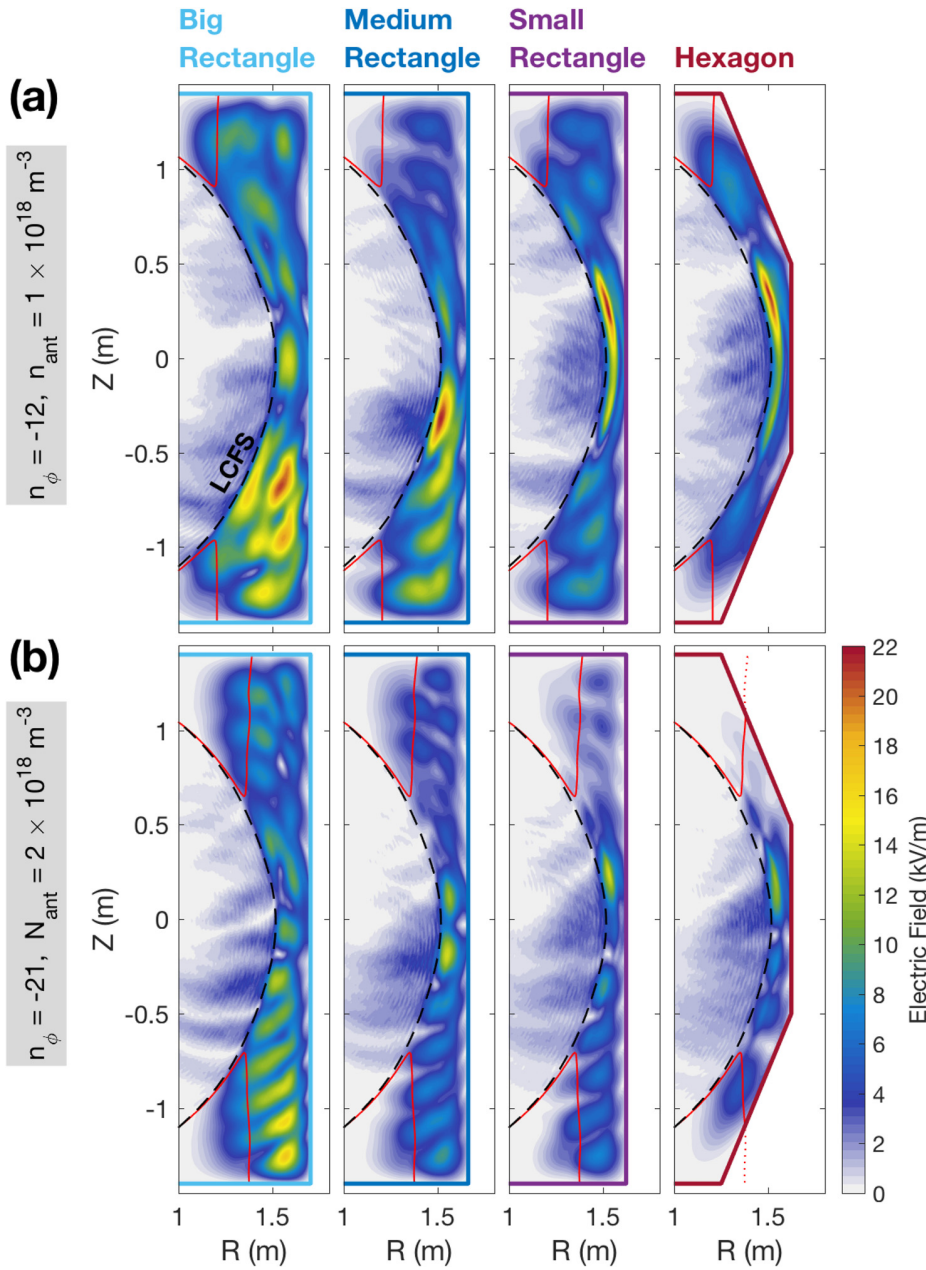 Big Rectangle
Medium Rectangle
Small Rectangle
Hexagon
(a)
n_ϕ = -12, n_ant = 1 × 10^18 m^-3
Z (m)
1
0.5
0
-0.5
-1
LCFS
(b)
n_ϕ = -21, N_ant = 2 × 10^18 m^-3
Z (m)
1
0.5
0
-0.5
-1
1 1.5
1 1.5
1 1.5
1 1.5
R (m)
R (m)
R (m)
R (m)
22
20
18
16
14
12
10
8
6
4
2
0
Electric Field (kV/m)